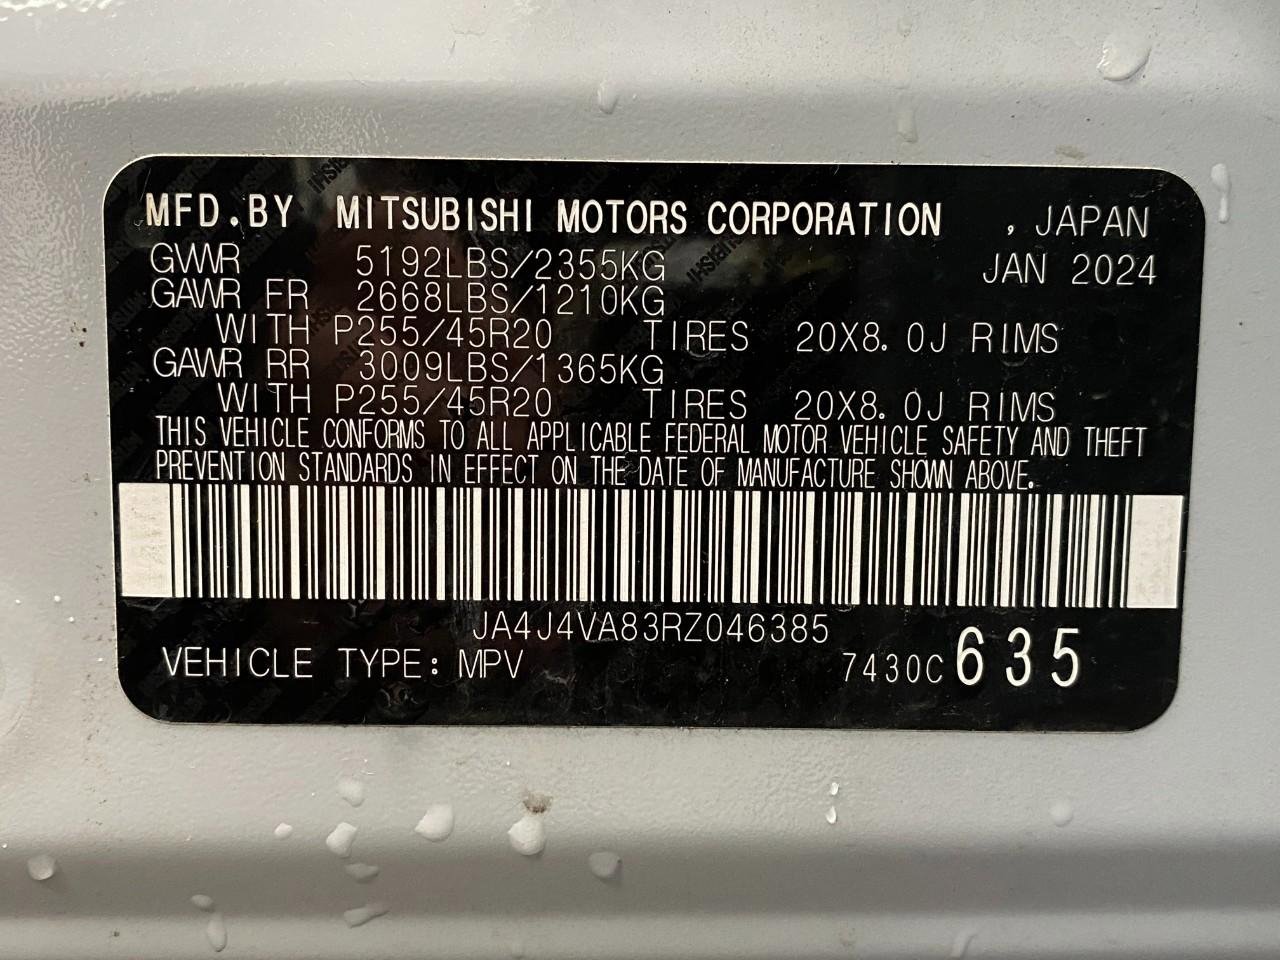 MFD.BY MITSUBISHI MOTORS CORPORATION , JAPAN
GVWR 5192LBS/2355KG JAN 2024
GAWR FR 2668LBS/1210KG
WITH P255/45R20 TIRES 20X8.0J RIMS
GAWR RR 3009LBS/1365KG
WITH P255/45R20 TIRES 20X8.0J RIMS
THIS VEHICLE CONFORMS TO ALL APPLICABLE FEDERAL MOTOR VEHICLE SAFETY AND THEFT
PREVENTION STANDARDS IN EFFECT ON THE DATE OF MANUFACTURE SHOWN ABOVE.
JA4J4VA83RZ046385
VEHICLE TYPE: MPV 7430C 635